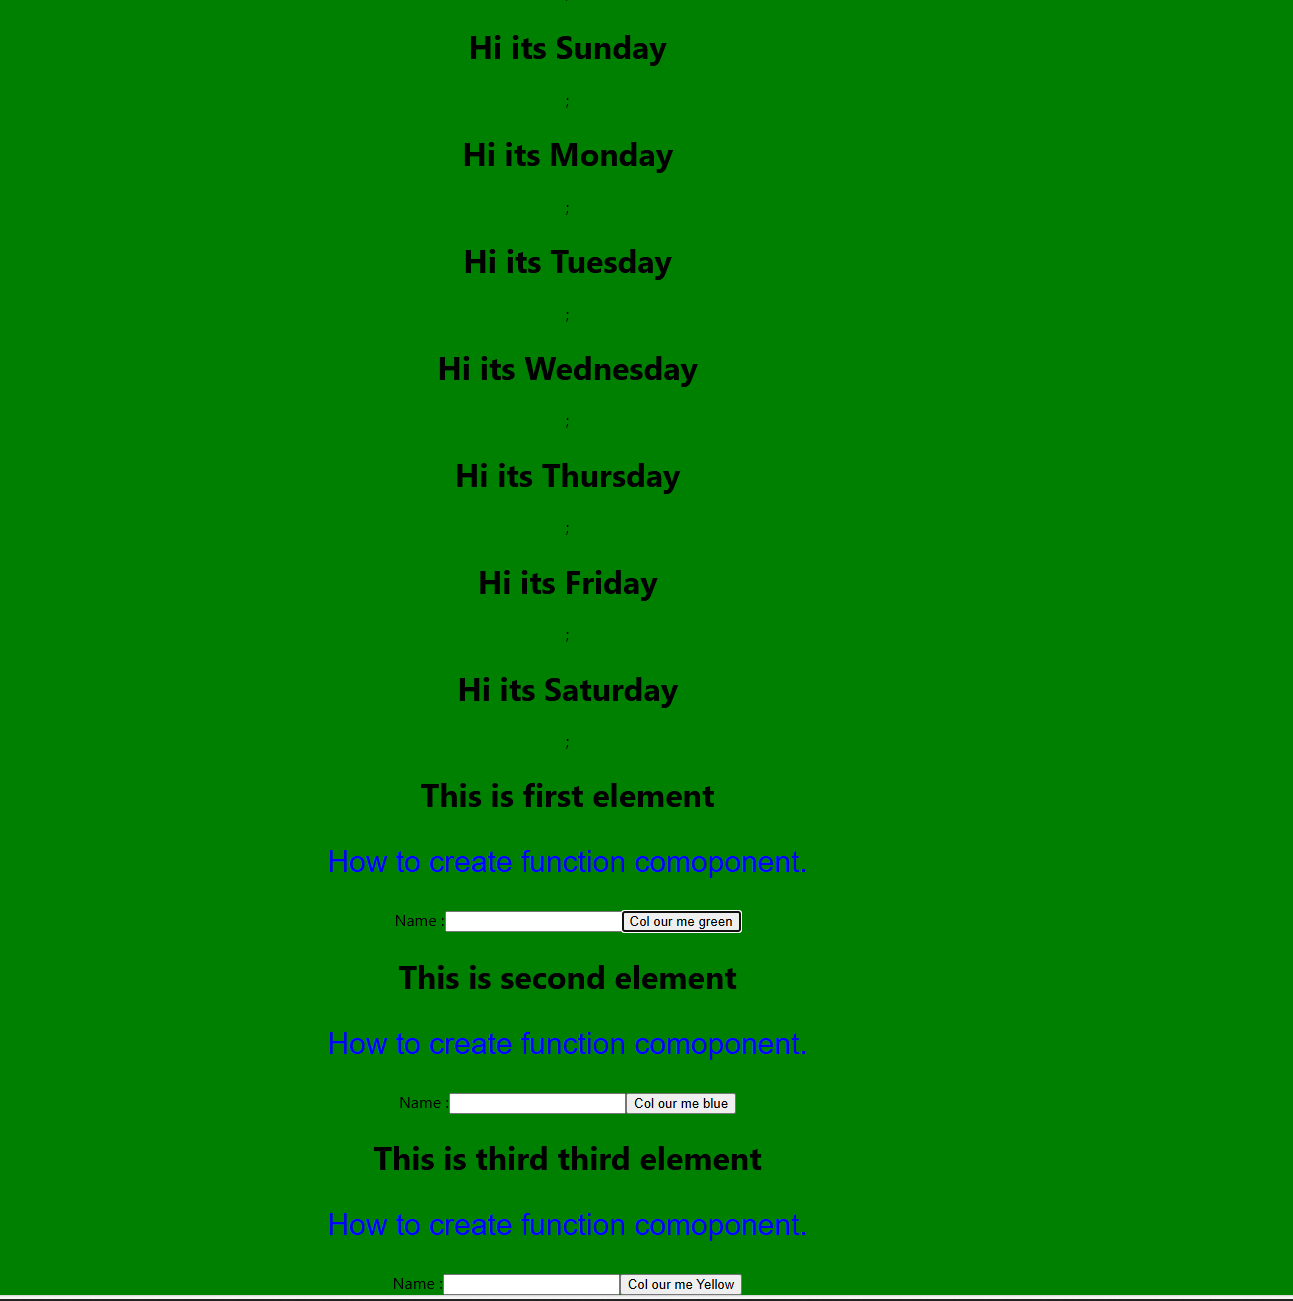 Hi its Sunday
;
Hi its Monday
;
Hi its Tuesday
;
Hi its Wednesday
;
Hi its Thursday
;
Hi its Friday
;
Hi its Saturday
;
This is first element
How to create function comoponent.
Name : Col our me green
This is second element
How to create function comoponent.
Name : Col our me blue
This is third third element
How to create function comoponent.
Name : Col our me Yellow